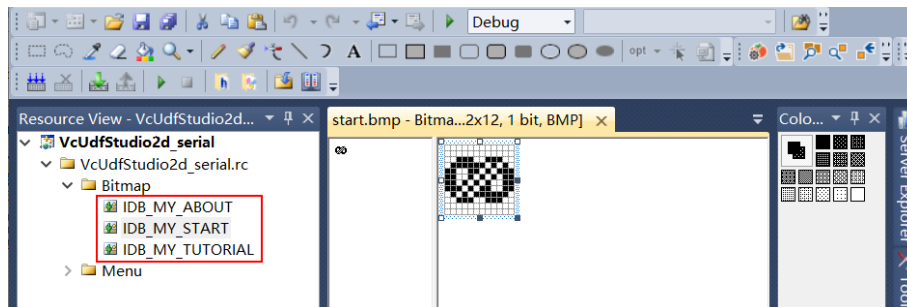 Debug
A opt
Resource View - VcUdfStudio2d...
start.bmp - Bitma...2x12, 1 bit, BMP]
Colo...
VcUdfStudio2d_serial
VcUdfStudio2d_serial.rc
Bitmap
IDB_MY_ABOUT
IDB_MY_START
IDB_MY_TUTORIAL
Menu
Server Explorer